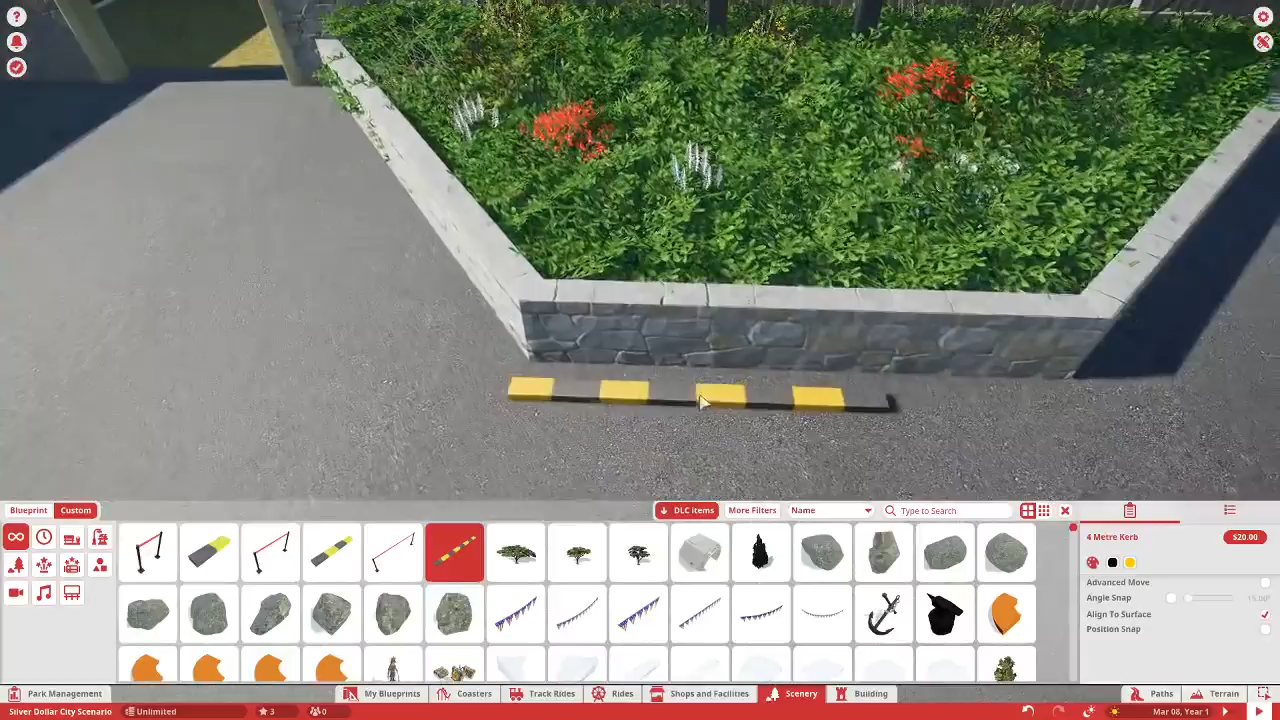 Blueprint
Custom
DLC items
More Filters
Name
Type to Search
4 Metre Kerb
$20.00
Advanced Move
Angle Snap
15.00°
Align To Surface
Position Snap
Park Management
My Blueprints
Coasters
Track Rides
Rides
Shops and Facilities
Scenery
Building
Paths
Terrain
Silver Dollar City Scenario
Unlimited
3
0
Mar 08, Year 1